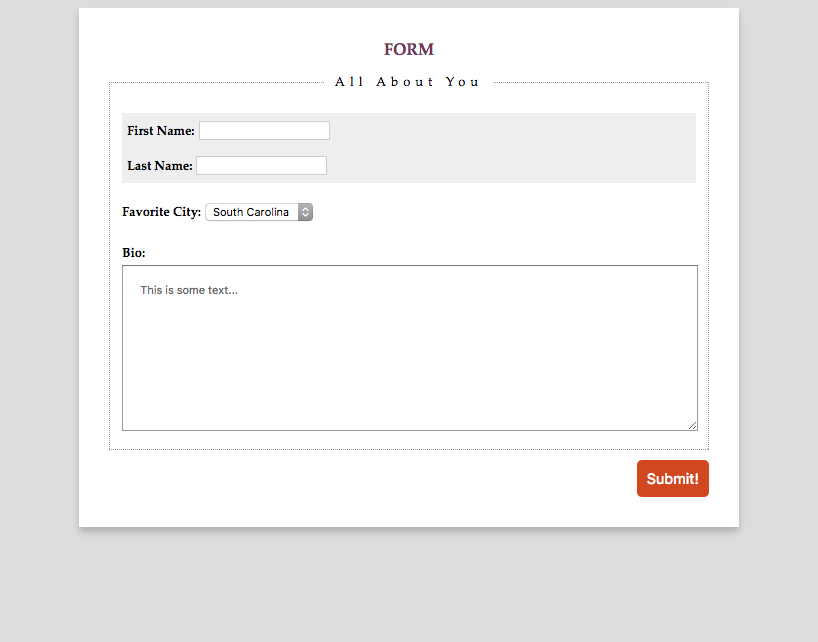 FORM
All About You
First Name:
Last Name:
Favorite City: South Carolina
Bio:
This is some text...
Submit!